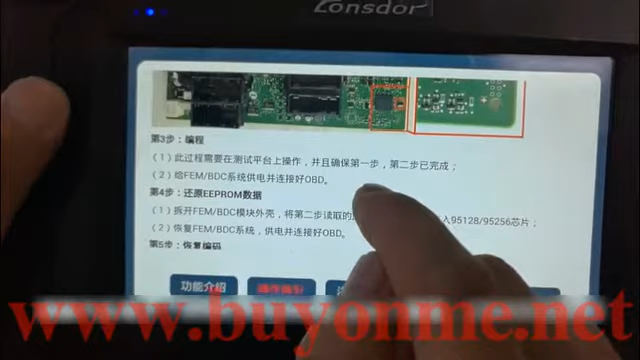 Lonsdor
第3步：编程
（1）此过程需要在测试平台上操作，并且确保第一步，第二步已完成；
（2）给FEM/BDC系统供电并连接好OBD。
第4步：还原EEPROM数据
（1）拆开FEM/BDC模块外壳，将第二步读取的 入95128/95256芯片；
（2）恢复FEM/BDC系统，供电并连接好OBD。
第5步：恢复编码
功能介绍
www.buyonme.net